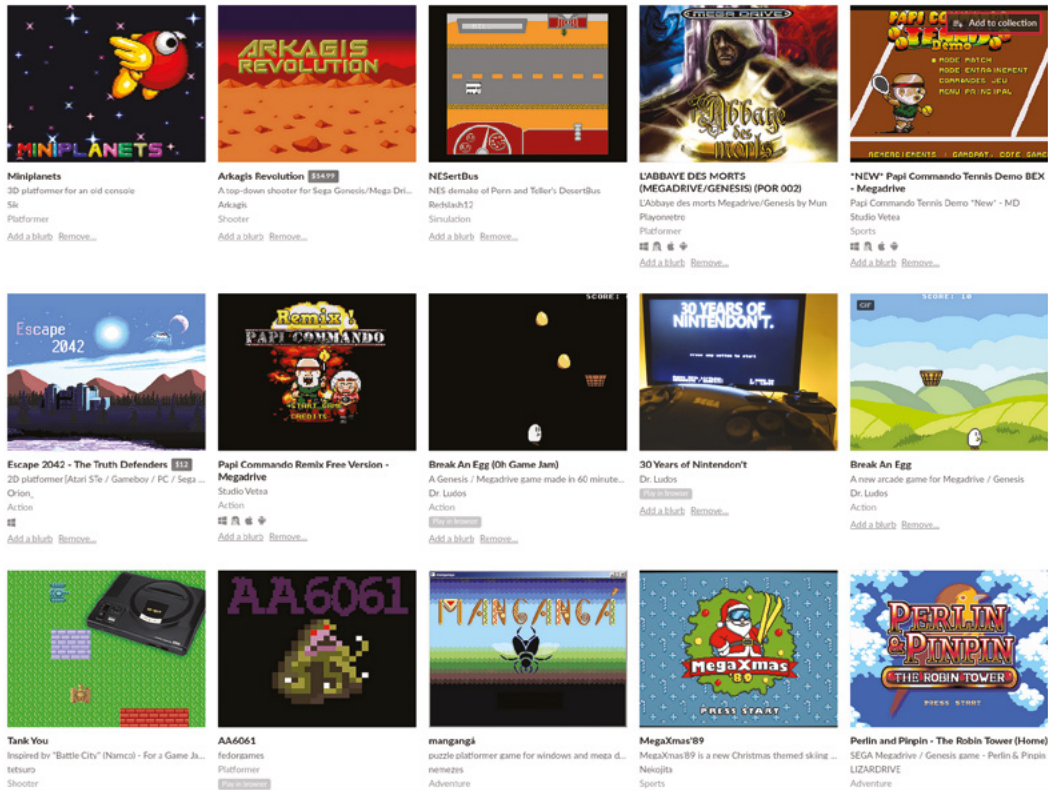 MINIPLANETS
Miniplanets
3D platformer for an old console
Sik
Platformer
Add a blurb Remove...
ARKAGIS
REVOLUTION
Arkagis Revolution $14.99
A top-down shooter for Sega Genesis/Mega Dri...
Arkagis
Shooter
Add a blurb Remove...
NESertBus
NES demake of Penn and Teller's DesertBus
Redslash12
Simulation
Add a blurb Remove...
MEGA DRIVE
l'Abbaye
des
morts
L'ABBAYE DES MORTS
(MEGADRIVE/GENESIS) (POR 002)
L'Abbaye des morts Megadrive/Genesis by Mun
Playonretro
Platformer
Add a blurb Remove...
Add to collection
PAPI CO
TENNIS
Demo
MODE MATCH
MODE ENTRAINEMENT
COMMANDES JEU
MENU PRINCIPAL
REMERCIEMENTS : GAMOPAT, COFE GAME
*NEW* Papi Commando Tennis Demo BEX
- Megadrive
Papi Commando Tennis Demo *New* - MD
Studio Vetea
Sports
Add a blurb Remove...
Escape
2042
Escape 2042 - The Truth Defenders $12
2D platformer [Atari STe / Gameboy / PC / Sega ...
Orion_
Action
Add a blurb Remove...
Remix !
PAPI COMMANDO
START GAME
CREDITS
Papi Commando Remix Free Version -
Megadrive
Studio Vetea
Action
Add a blurb Remove...
SCORE:
Break An Egg (0h Game Jam)
A Genesis / Megadrive game made in 60 minute...
Dr. Ludos
Action
Play in browser
Add a blurb Remove...
30 YEARS OF
NINTENDON'T.
SEGA
30 Years of Nintendon't
Dr. Ludos
Play in browser
Add a blurb Remove...
GIF
SCORE: 10
Break An Egg
A new arcade game for Megadrive / Genesis
Dr. Ludos
Action
Add a blurb Remove...
Tank You
Inspired by "Battle City" (Namco) - For a Game Ja...
tetsuro
Shooter
AA6061
AA6061
fedorgames
Platformer
Play in browser
MANGANGÁ
mangangá
puzzle platformer game for windows and mega d...
nemezes
Adventure
MegaXmas
'89
PRESS START
MegaXmas'89
MegaXmas'89 is a new Christmas themed skiing ...
Nekojita
Sports
PERLIN
& PINPIN
THE ROBIN TOWER
PRESS START
Perlin and Pinpin - The Robin Tower (Home)
SEGA Megadrive / Genesis game - Perlin & Pinpin
LIZARDRIVE
Adventure